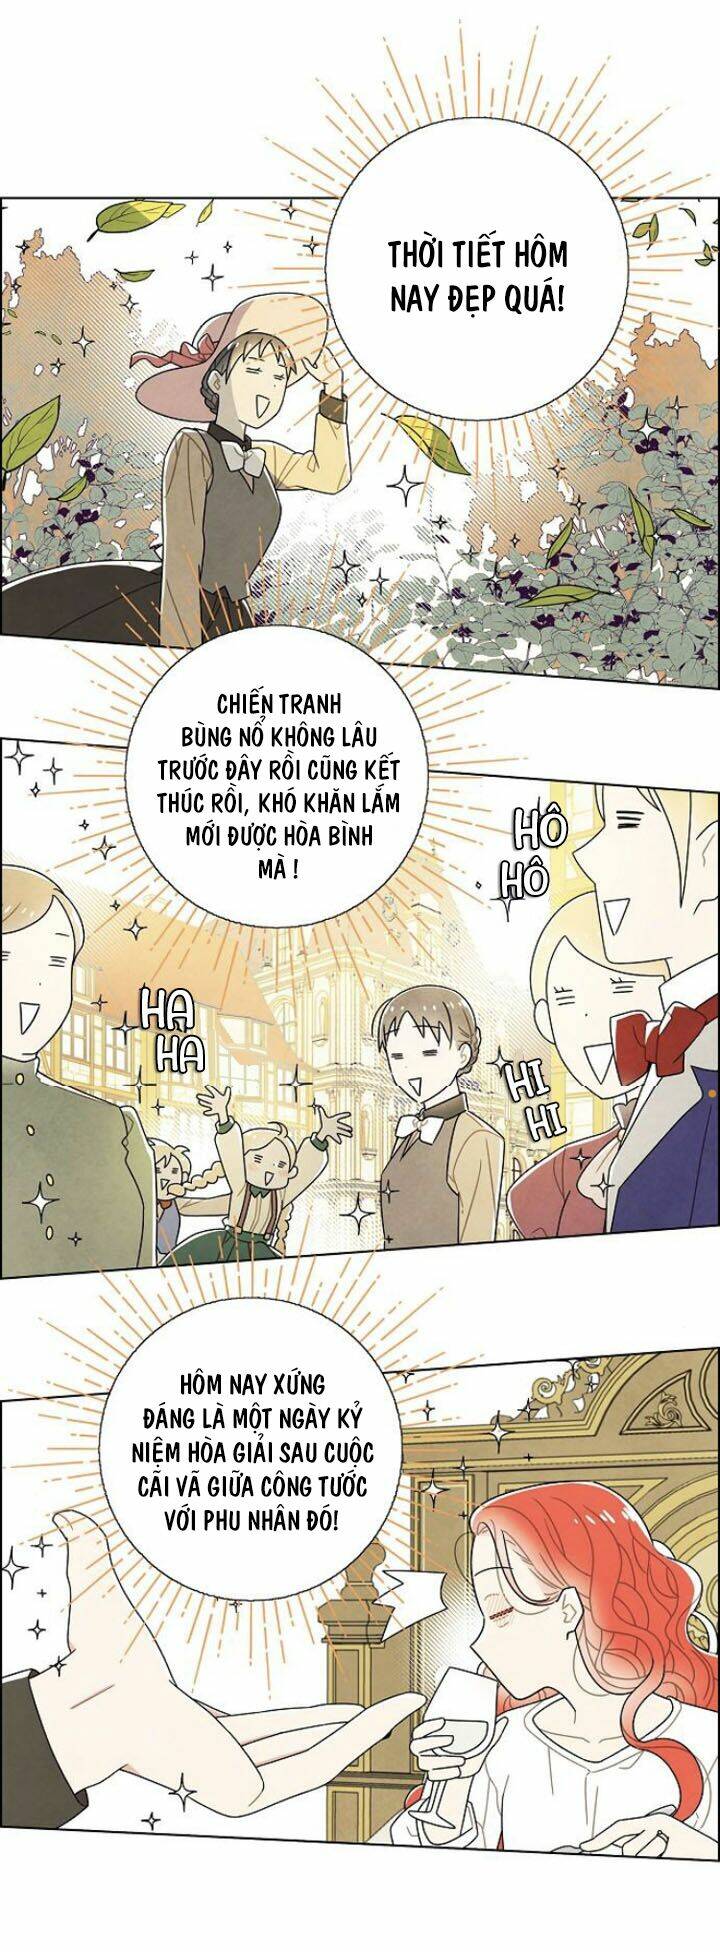 THỜI TIẾT HÔM
NAY ĐẸP QUÁ!
CHIẾN TRANH
BÙNG NỔ KHÔNG LÂU
TRƯỚC ĐÂY RỒI CŨNG KẾT
THÚC RỒI, KHÓ KHĂN LẮM
MỚI ĐƯỢC HÒA BÌNH
MÀ !
HÔ
HÔ
HA
HA
HI
HI
HÔM NAY XỨNG
ĐÁNG LÀ MỘT NGÀY KỶ
NIỆM HÒA GIẢI SAU CUỘC
CÃI VÃ GIỮA CÔNG TƯỚC
VỚI PHU NHÂN ĐÓ!